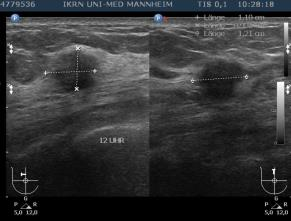 4779536 IKRN UNI-MED MANNHEIM TIS 0,1 10:28:18
P + Länge 1,10 cm
Länge
Länge 1,21 cm
12 UHR
G G
P R P R
5,0 12,0 5,0 12,0